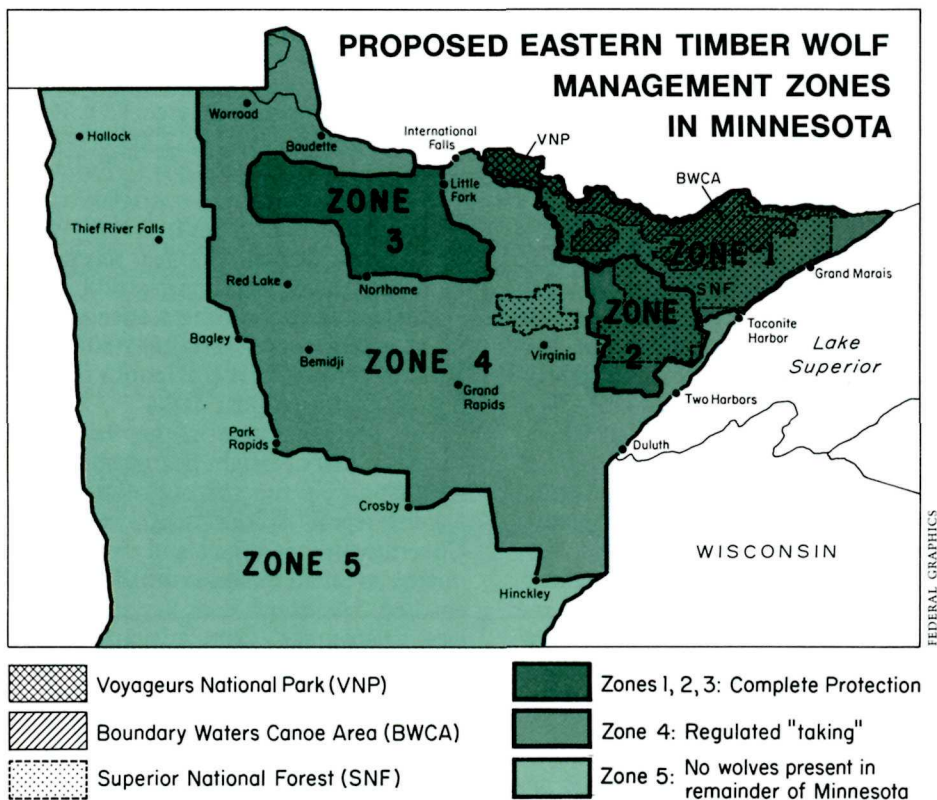 PROPOSED EASTERN TIMBER WOLF
MANAGEMENT ZONES
IN MINNESOTA
Warroad
Hallock
Baudette
International
Falls
VNP
BWCA
Little
Fork
ZONE
3
Thief River Falls
ZONE 1
SNF
Grand Marais
Red Lake
Northome
ZONE
2
Taconite
Harbor
Lake
Superior
Bagley
Bemidji
ZONE 4
Virginia
Grand
Rapids
Two Harbors
Park
Rapids
Duluth
Crosby
ZONE 5
WISCONSIN
Hinckley
FEDERAL GRAPHICS
Voyageurs National Park (VNP)
Boundary Waters Canoe Area (BWCA)
Superior National Forest (SNF)
Zones 1, 2, 3: Complete Protection
Zone 4: Regulated "taking"
Zone 5: No wolves present in
remainder of Minnesota